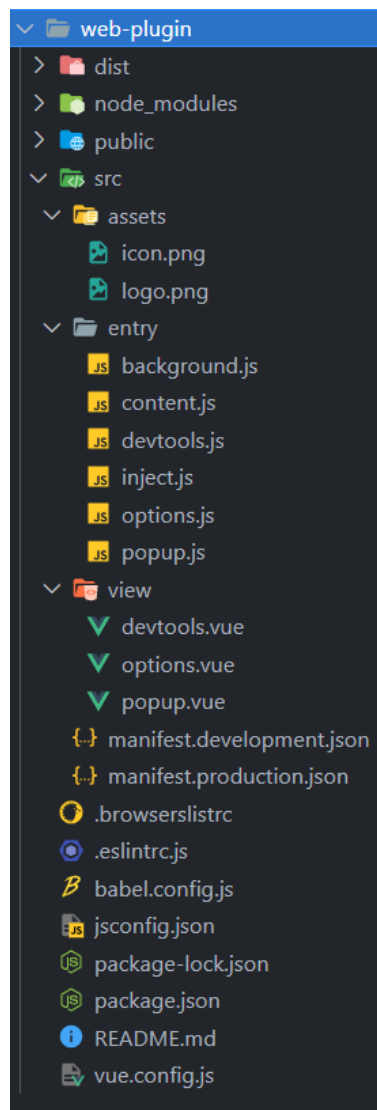 web-plugin
dist
node_modules
public
src
assets
icon.png
logo.png
entry
background.js
content.js
devtools.js
inject.js
options.js
popup.js
view
devtools.vue
options.vue
popup.vue
manifest.development.json
manifest.production.json
.browserslistrc
.eslintrc.js
babel.config.js
jsconfig.json
package-lock.json
package.json
README.md
vue.config.js